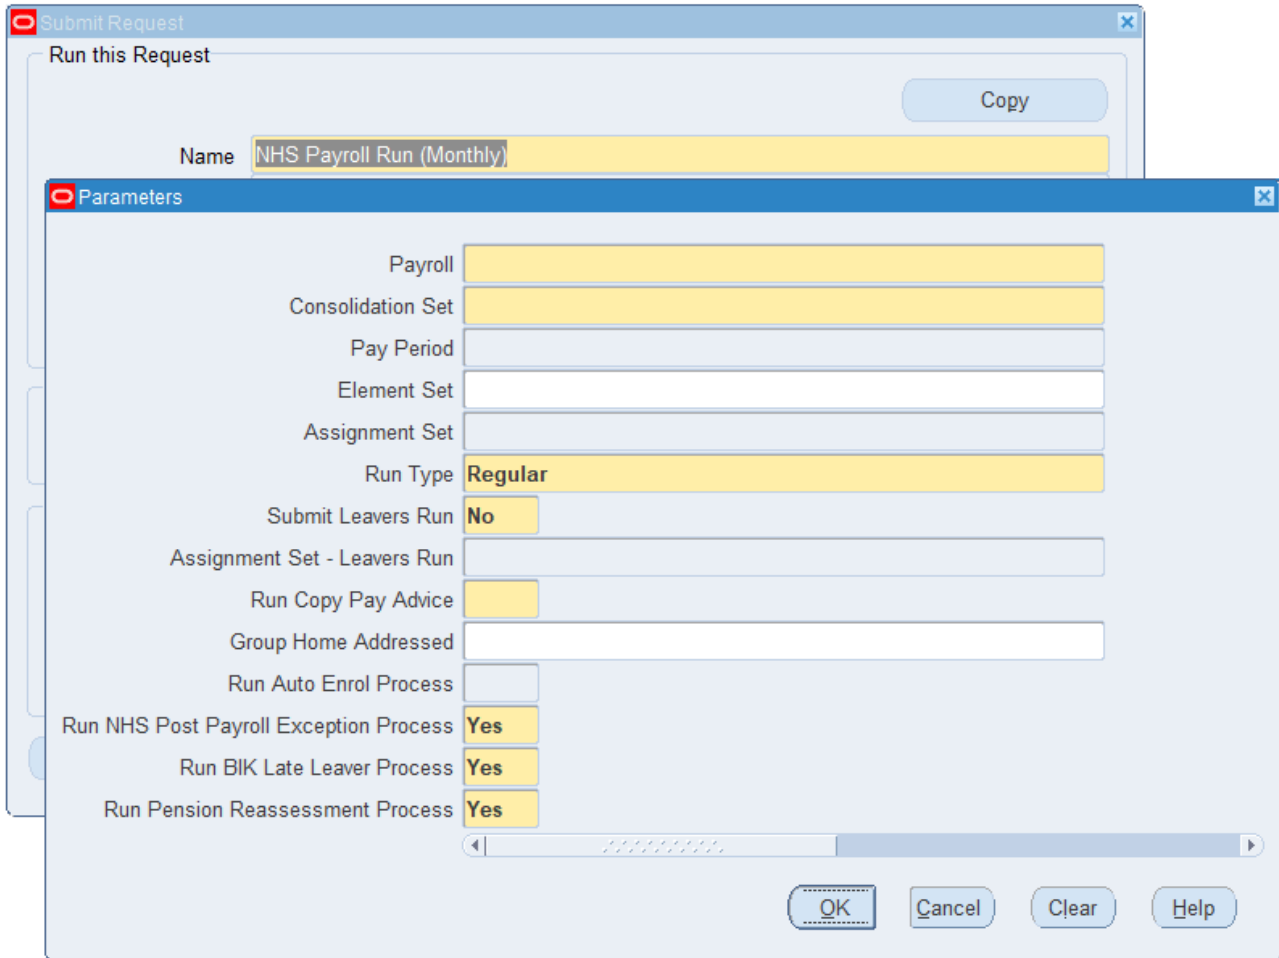 Submit Request
Run this Request
Copy
Name NHS Payroll Run (Monthly)
Parameters
Payroll
Consolidation Set
Pay Period
Element Set
Assignment Set
Run Type Regular
Submit Leavers Run No
Assignment Set - Leavers Run
Run Copy Pay Advice
Group Home Addressed
Run Auto Enrol Process
Run NHS Post Payroll Exception Process Yes
Run BIK Late Leaver Process Yes
Run Pension Reassessment Process Yes
OK Cancel Clear Help